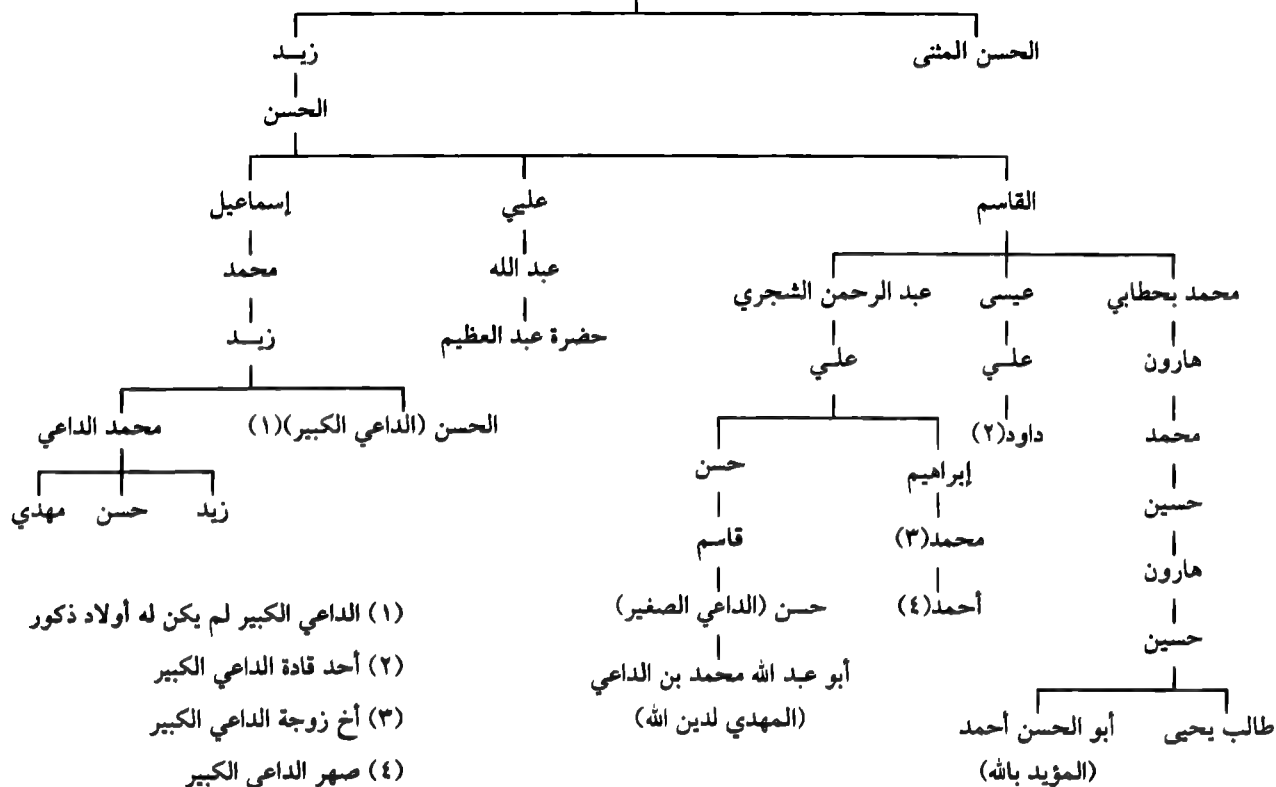 الحسن المثنى زيـد
الحسن
القاسم علي إسماعيل
عبد الله محمد
محمد بحطابي عيسى عبد الرحمن الشجري
حضرة عبد العظيم زيـد
هارون علـي علـي
الحسن (الداعي الكبير)(١) محمد الداعي
محمد داود(٢)
إبراهيم حسن
حسين زيد حسن مهدي
محمد(٣) قاسم
هارون
أحمد(٤) حسن (الداعي الصغير)
(١) الداعي الكبير لم يكن له أولاد ذكور
حسين
(٢) أحد قادة الداعي الكبير
أبو عبد الله محمد بن الداعي
(المهدي لدين الله)
(٣) أخ زوجة الداعي الكبير
طالب يحيى أبو الحسن أحمد
(المؤيد بالله)
(٤) صهر الداعي الكبير